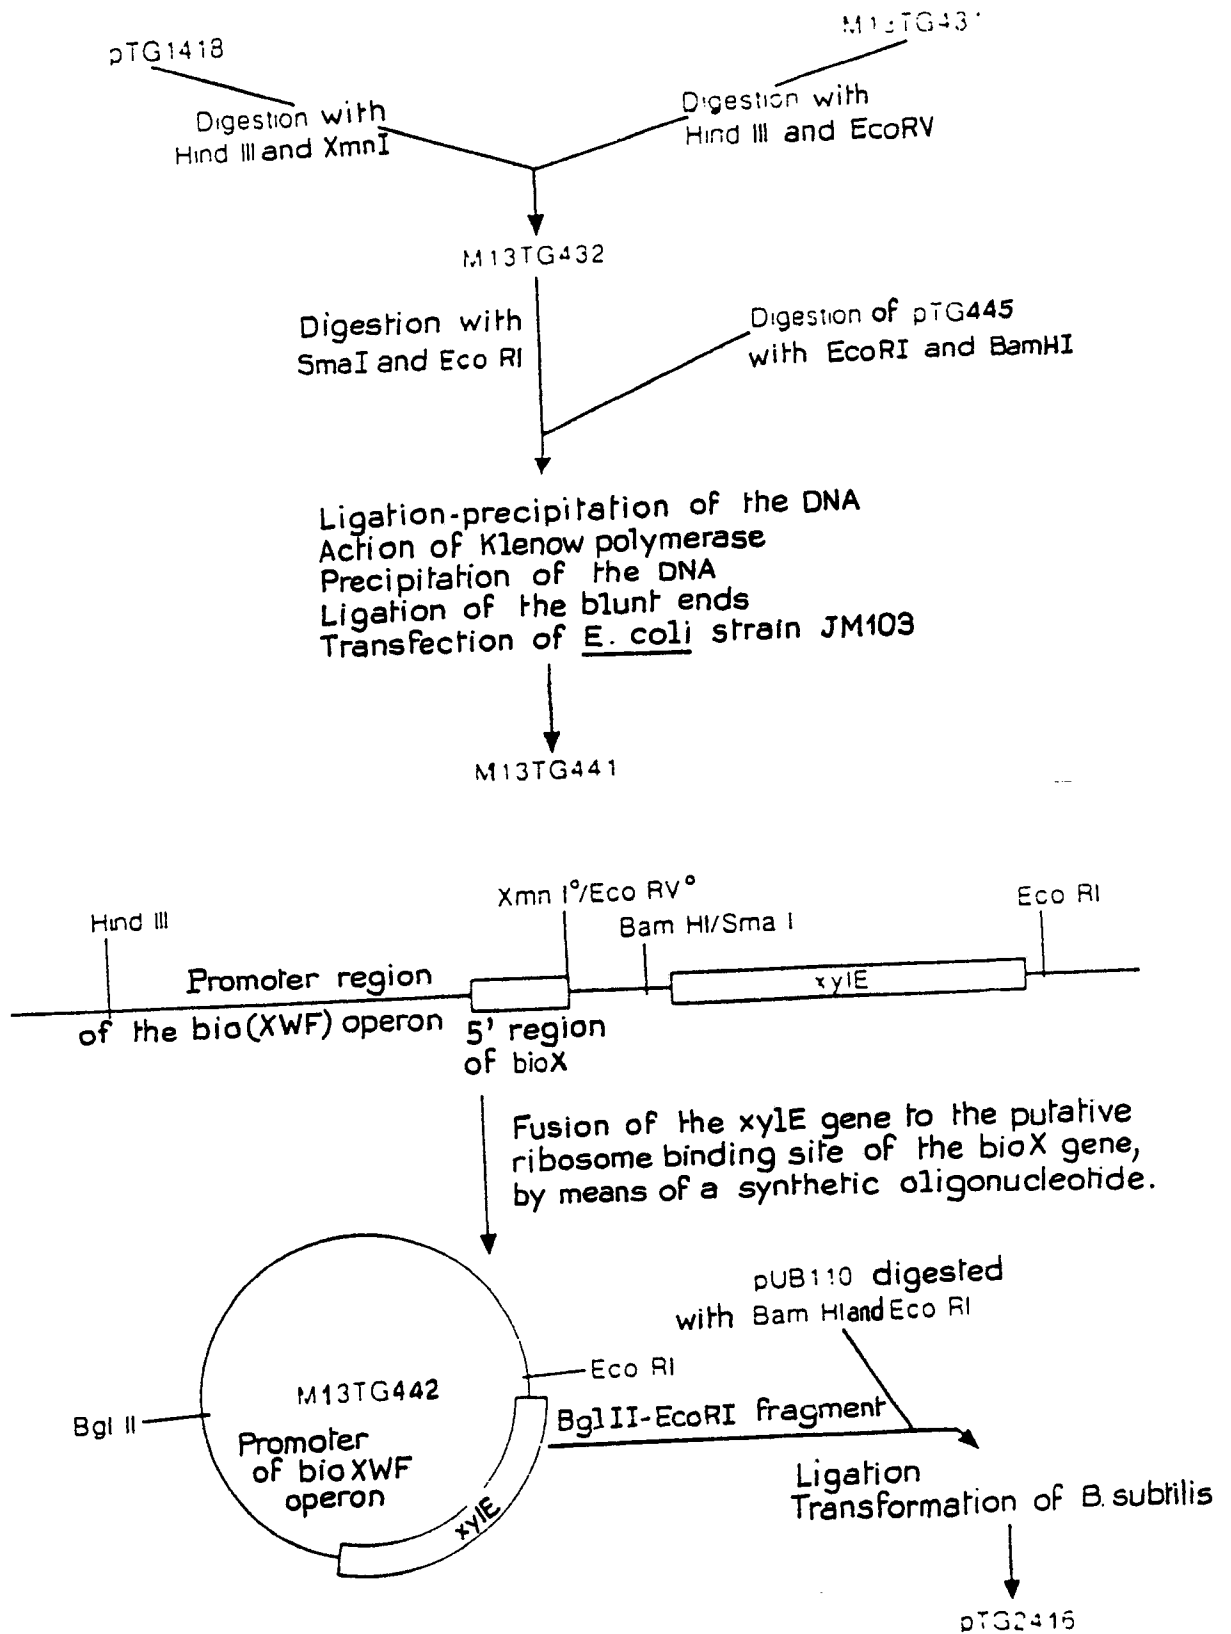 pTG1418
Digestion with
Hind III and XmnI
Digestion with
Hind III and EcoRV
M13TG432
Digestion with
SmaI and Eco RI
Digestion of pTG445
with EcoRI and BamHI
Ligation-precipitation of the DNA
Action of Klenow polymerase
Precipitation of the DNA
Ligation of the blunt ends
Transfection of E. coli strain JM103
M13TG441
Hind III
Xmn I°/Eco RV°
Bam HI/Sma I
Eco RI
Promoter region
of the bio(XWF) operon
5' region
of bioX
xylE
Fusion of the xylE gene to the putative
ribosome binding site of the bioX gene,
by means of a synthetic oligonucleotide.
pUB110 digested
with Bam HI and Eco RI
Eco RI
M13TG442
Bgl II
BglII-EcoRI fragment
Promoter
of bioXWF
operon
xylE
Ligation
Transformation of B. subtilis
pTG2416